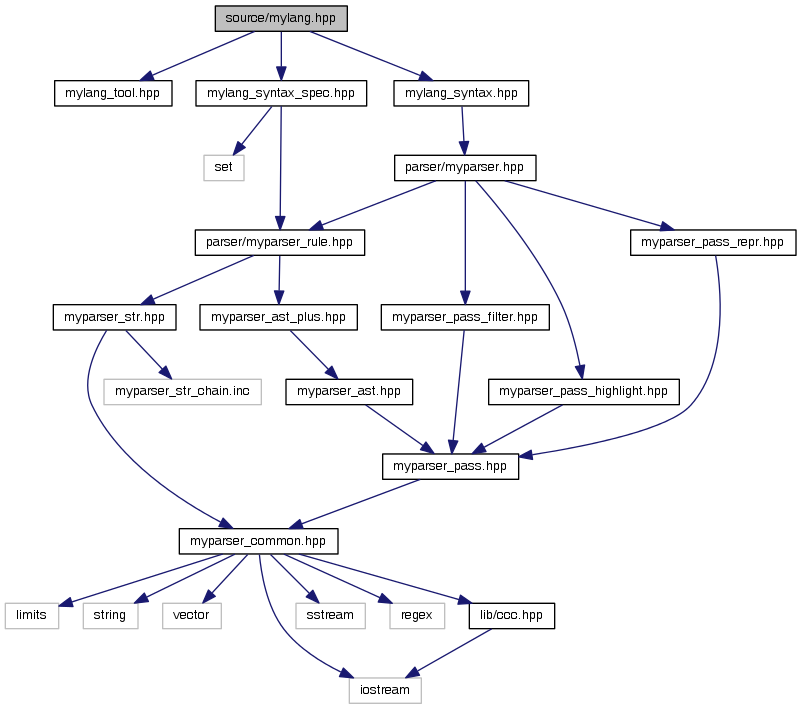 source/mylang.hpp
mylang_tool.hpp
mylang_syntax_spec.hpp
mylang_syntax.hpp
set
parser/myparser.hpp
parser/myparser_rule.hpp
myparser_pass_repr.hpp
myparser_str.hpp
myparser_ast_plus.hpp
myparser_pass_filter.hpp
myparser_str_chain.inc
myparser_ast.hpp
myparser_pass_highlight.hpp
myparser_pass.hpp
myparser_common.hpp
limits
string
vector
sstream
regex
lib/ccc.hpp
iostream